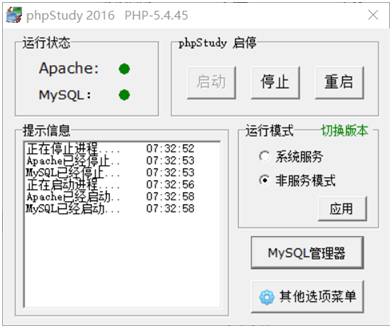 phpStudy 2016 PHP-5.4.45
运行状态
Apache:
MySQL:
phpStudy 启停
启动 停止 重启
提示信息
正在停止进程.... 07:32:52
Apache已经停止.. 07:32:53
MySQL已经停止... 07:32:53
正在启动进程.... 07:32:56
Apache已经启动.. 07:32:58
MySQL已经启动... 07:32:58
运行模式 切换版本
系统服务
非服务模式
应用
MySQL管理器
其他选项菜单